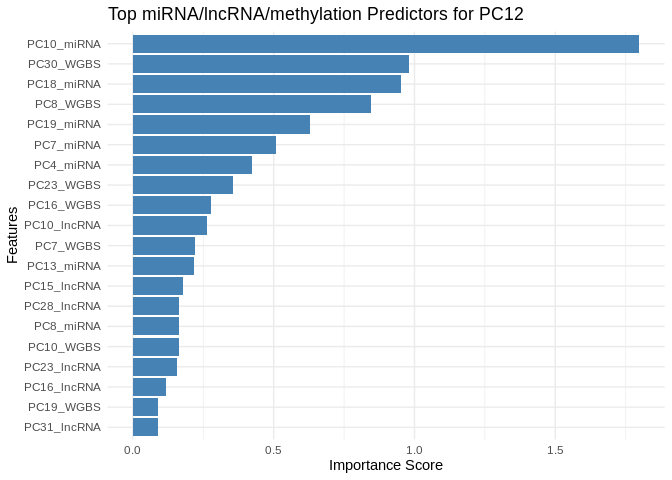 Top miRNA/lncRNA/methylation Predictors for PC12
Features
PC10_miRNA
PC30_WGBS
PC18_miRNA
PC8_WGBS
PC19_miRNA
PC7_miRNA
PC4_miRNA
PC23_WGBS
PC16_WGBS
PC10_lncRNA
PC7_WGBS
PC13_miRNA
PC15_lncRNA
PC28_lncRNA
PC8_miRNA
PC10_WGBS
PC23_lncRNA
PC16_lncRNA
PC19_WGBS
PC31_lncRNA
0.0 0.5 1.0 1.5
Importance Score